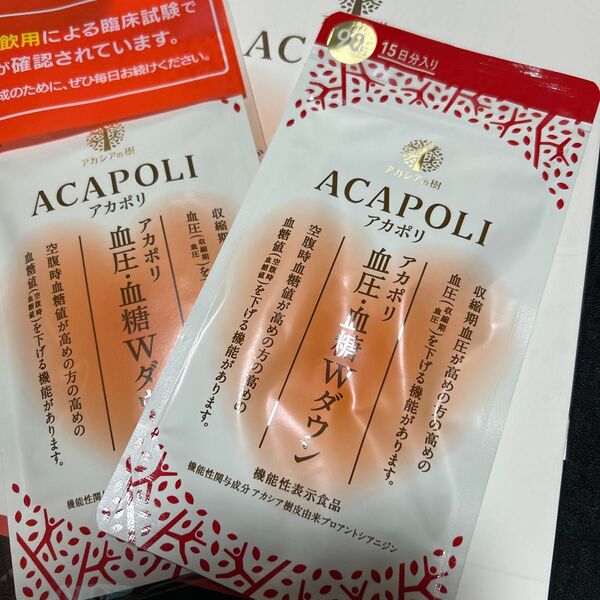 飲用による臨床試験で
が確認されています。
成のために、ぜひ毎日お続けください。
ACAPOLI
アカシアの樹
ACAPOLI
アカポリ
収縮期
血圧(収縮期血圧)を
アカポリ
血圧・血糖Wダウ
空腹時血糖値が高めの方の高めの
血糖値(空腹時血糖値)を下げる機能があります。
機能性関
15日分入り
アカシアの樹
ACAPOLI
アカポリ
収縮期血圧が高めの方の高めの
血圧(収縮期血圧)を下げる機能があります。
アカポリ
血圧・血糖Wダウン
空腹時血糖値が高めの方の高めの
血糖値(空腹時血糖値)を下げる機能があります。
機能性表示食品
機能性関与成分 アカシア樹皮由来プロアントシアニジン